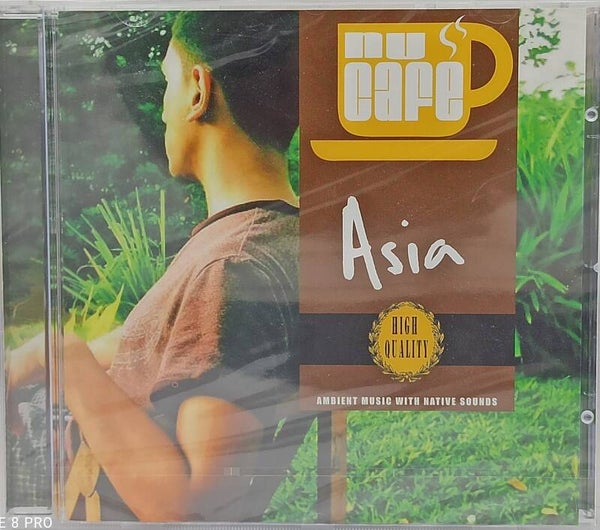 nu
cafe
Asia
HIGH
QUALITY
AMBIENT MUSIC WITH NATIVE SOUNDS
E 8 PRO